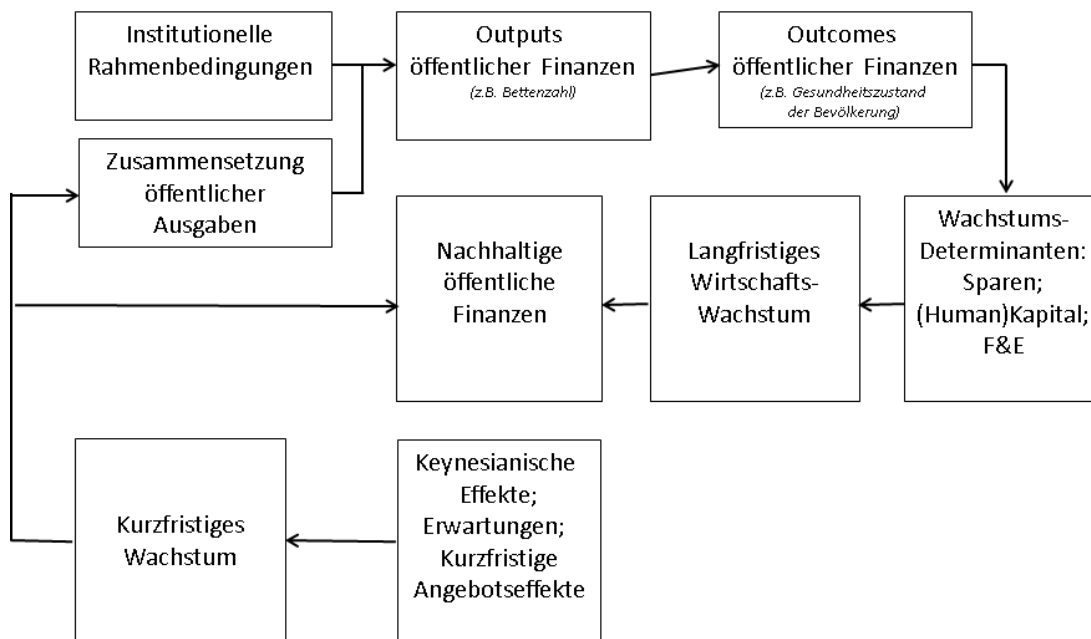 Institutionelle
Rahmenbedingungen
Outputs
öffentlicher Finanzen
(z.B. Bettenzahl)
Outcomes
öffentlicher Finanzen
(z.B. Gesundheitszustand
der Bevölkerung)
Zusammensetzung
öffentlicher
Ausgaben
Nachhaltige
öffentliche
Finanzen
Langfristiges
Wirtschafts-
Wachstum
Wachstums-
Determinanten:
Sparen;
(Human)Kapital;
F&E
Kurzfristiges
Wachstum
Keynesianische
Effekte;
Erwartungen;
Kurzfristige
Angebotseffekte